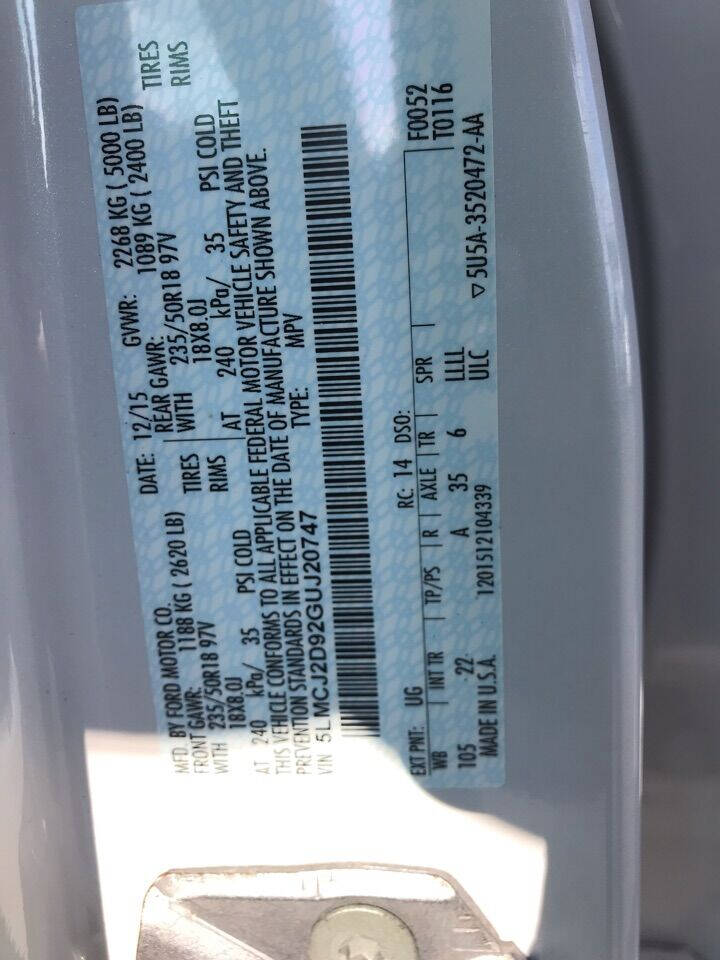 MFD. BY FORD MOTOR CO.
DATE: 12/15 GVWR: 2268 KG ( 5000 LB)
FRONT GAWR: 1188 KG ( 2620 LB) REAR GAWR: 1089 KG ( 2400 LB)
WITH 235/50R18 97V TIRES WITH 235/50R18 97V TIRES
18X8.0J RIMS 18X8.0J RIMS
AT 240 kPa/ 35 PSI COLD AT 240 kPa/ 35 PSI COLD
THIS VEHICLE CONFORMS TO ALL APPLICABLE FEDERAL MOTOR VEHICLE SAFETY AND THEFT
PREVENTION STANDARDS IN EFFECT ON THE DATE OF MANUFACTURE SHOWN ABOVE.
VIN 5LMCJ2D92GUJ20747 TYPE: MPV
EXT PNT: UG RC: 14 DSO: F0052
WB INT TR TP/PS R AXLE TR SPR T0116
105 22 A 35 6 LLLL
ULC
MADE IN U.S.A. 1201512104339 ▽ 5U5A-3520472-AA